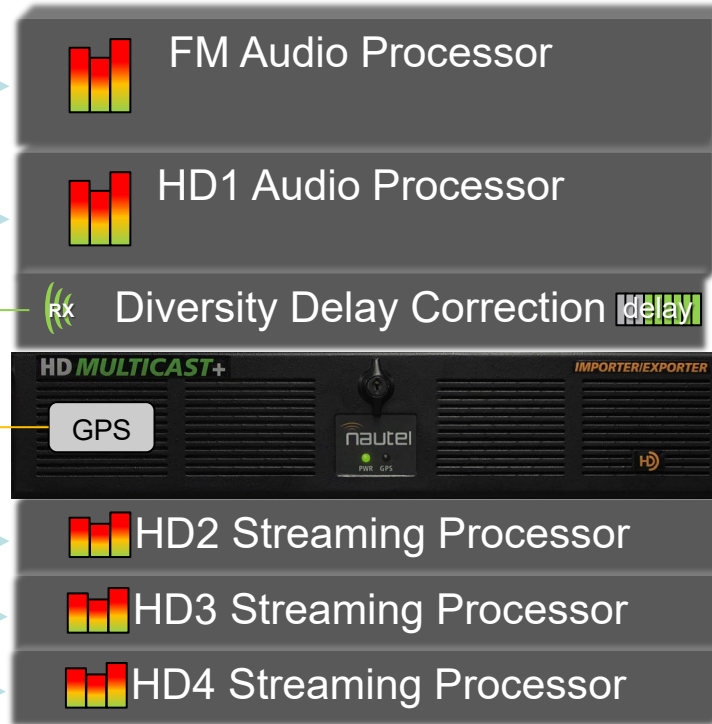 FM Audio Processor
HD1 Audio Processor
RX Diversity Delay Correction delay
HD MULTICAST+ IMPORTER/EXPORTER
GPS
nautel
PWR GPS
HD
HD2 Streaming Processor
HD3 Streaming Processor
HD4 Streaming Processor